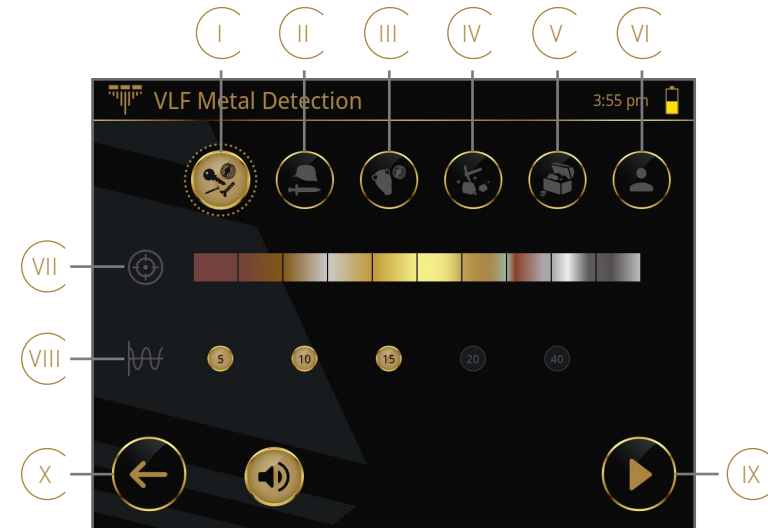 I II III IV V VI
VLF Metal Detection 3:55 pm
VII
VIII 5 10 15 20 40
X IX